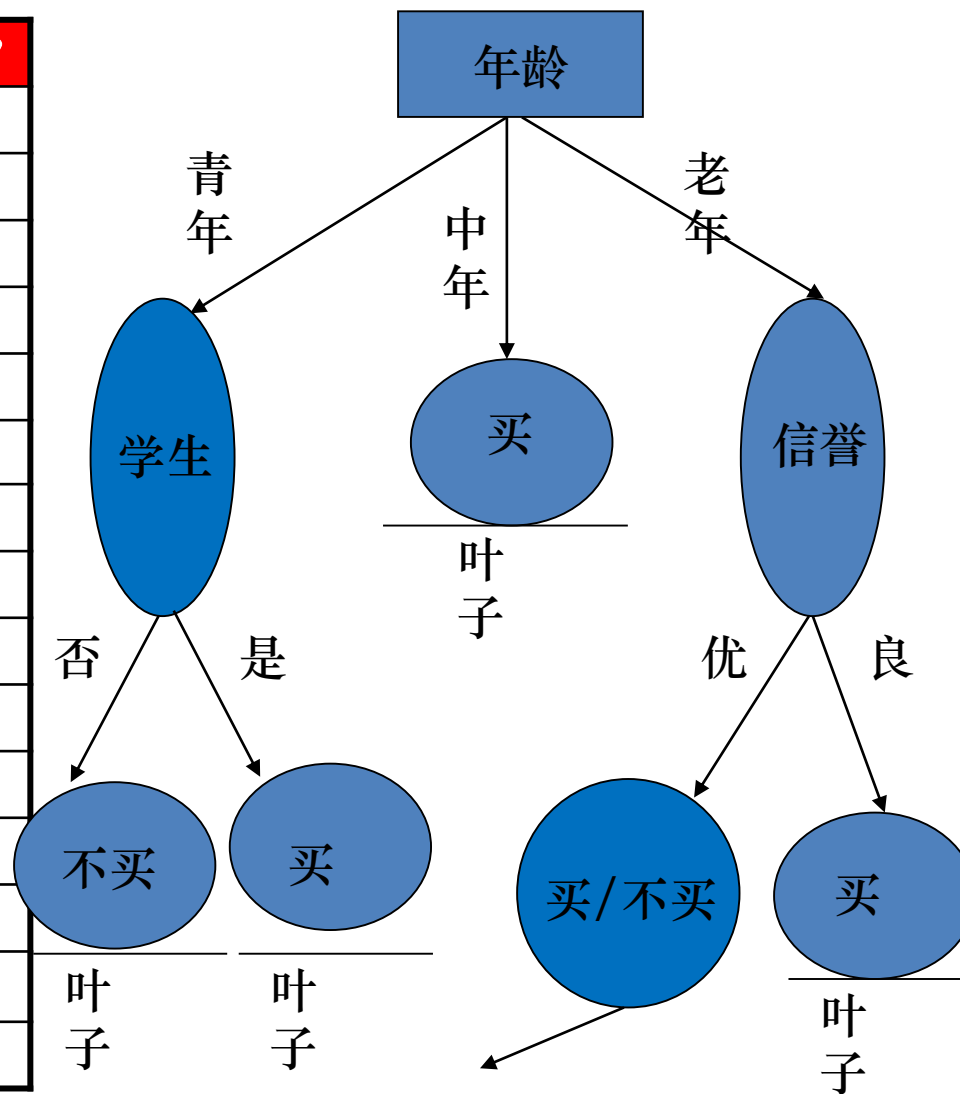 ?
年龄
青年
中年
老年
学生
买
信誉
叶子
否
是
优
良
不买
买
买/不买
买
叶子
叶子
叶子